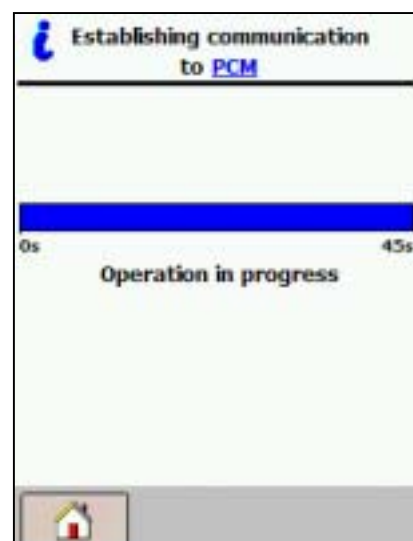 Establishing communication
to PCM
0s 45s
Operation in progress